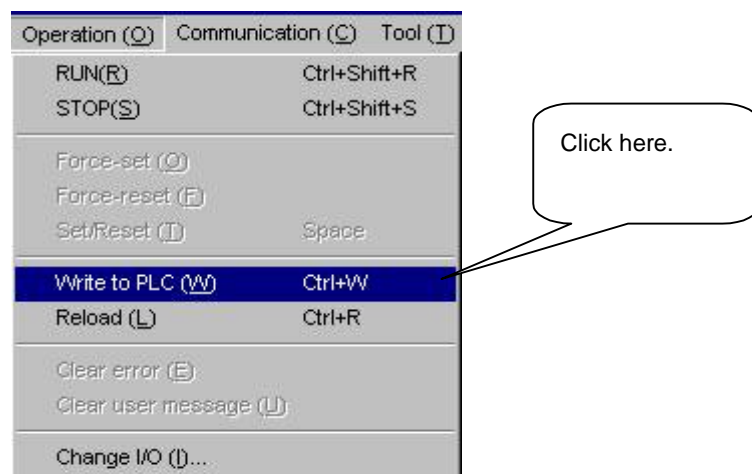 Operation (O) Communication (C) Tool (T)
RUN(R) Ctrl+Shift+R
STOP(S) Ctrl+Shift+S
Click here.
Force-set (O)
Force-reset (F)
Set/Reset (T) Space
Write to PLC (W) Ctrl+W
Reload (L) Ctrl+R
Clear error (E)
Clear user message (U)
Change I/O (I)...